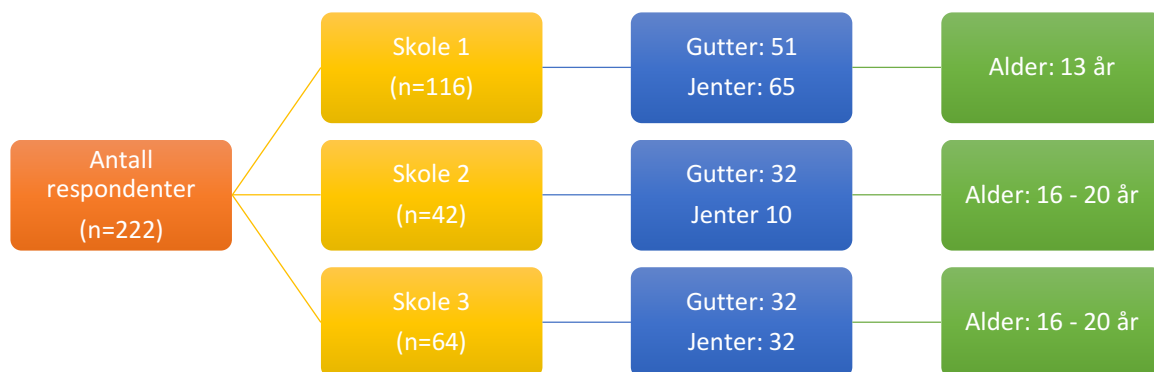 Antall
respondenter
(n=222)
Skole 1
(n=116)
Gutter: 51
Jenter: 65
Alder: 13 år
Skole 2
(n=42)
Gutter: 32
Jenter 10
Alder: 16 - 20 år
Skole 3
(n=64)
Gutter: 32
Jenter: 32
Alder: 16 - 20 år